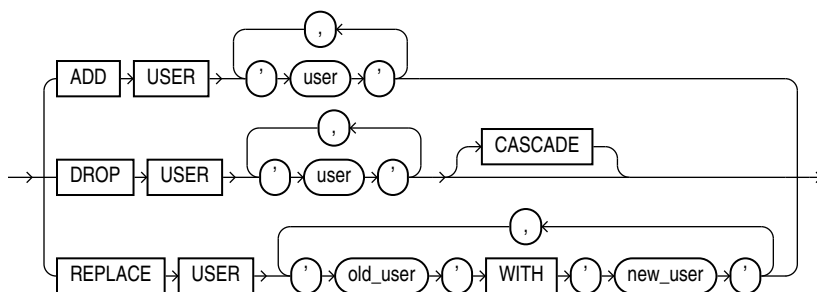 ,
ADD USER ' user '
,
DROP USER ' user ' CASCADE
,
REPLACE USER ' old_user ' WITH ' new_user '